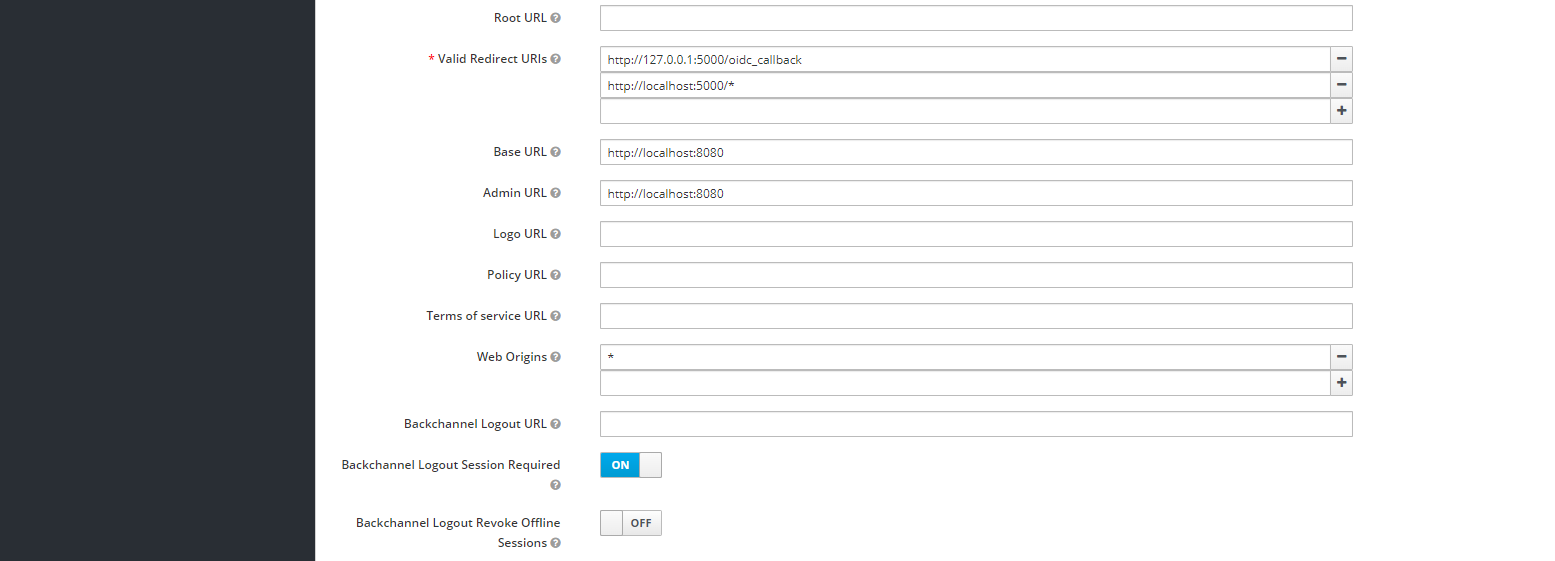 Root URL
* Valid Redirect URIs
http://127.0.0.1:5000/oidc_callback
http://localhost:5000/*
Base URL
http://localhost:8080
Admin URL
http://localhost:8080
Logo URL
Policy URL
Terms of service URL
Web Origins
*
Backchannel Logout URL
Backchannel Logout Session Required
ON
Backchannel Logout Revoke Offline
Sessions
OFF